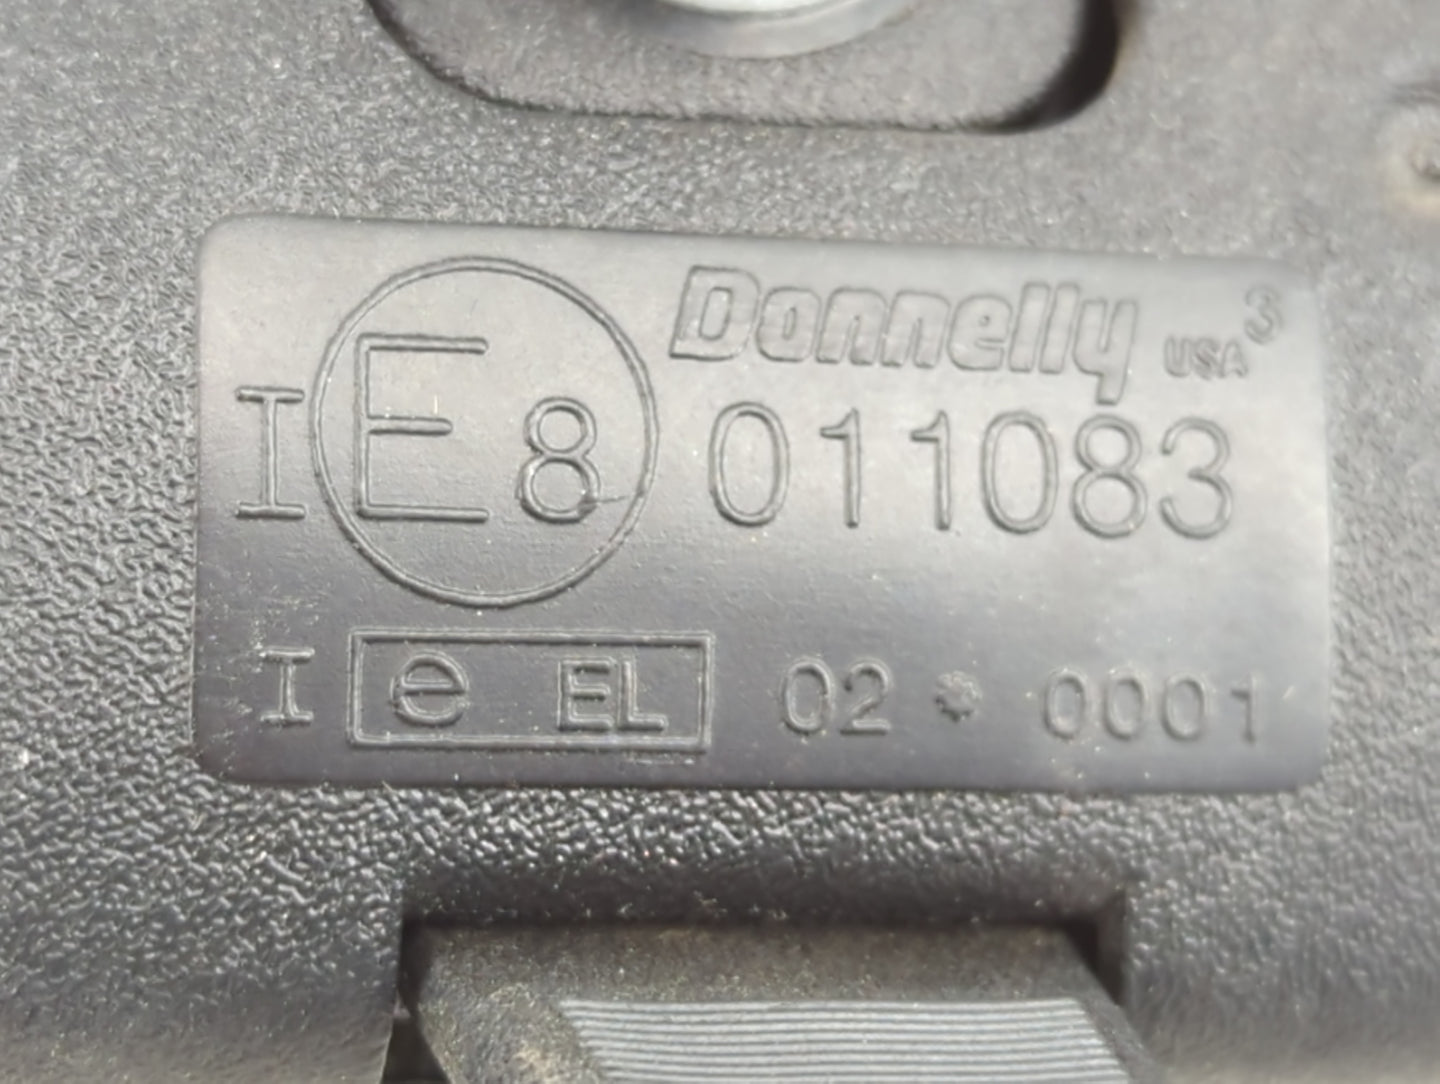 Donnelly USA 3
I E8 011083
I e EL 02 * 0001